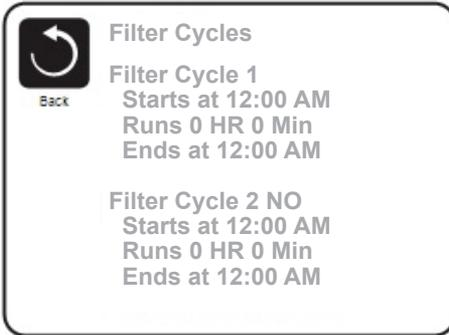 Filter Cycles
Back
Filter Cycle 1
Starts at 12:00 AM
Runs 0 HR 0 Min
Ends at 12:00 AM
Filter Cycle 2 NO
Starts at 12:00 AM
Runs 0 HR 0 Min
Ends at 12:00 AM